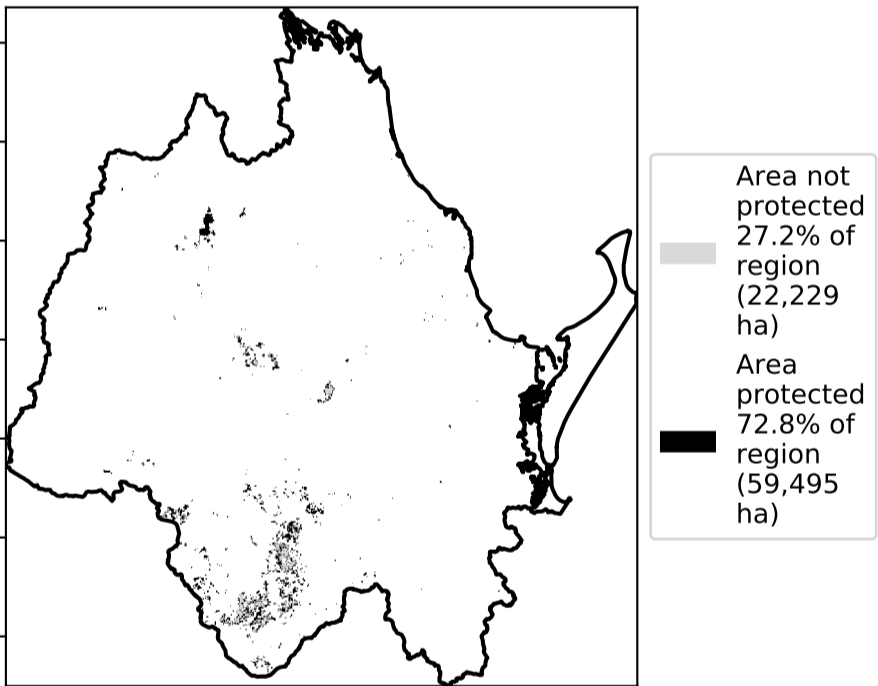 Area not
protected
27.2% of
region
(22,229
ha)
Area
protected
72.8% of
region
(59,495
ha)